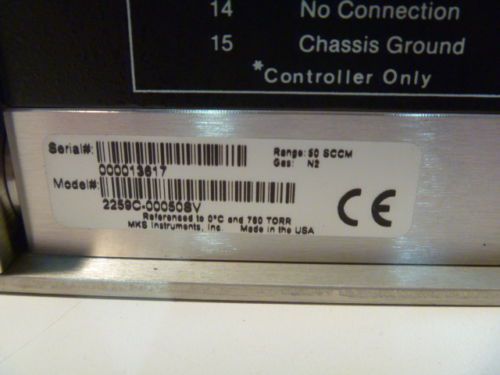 14 No Connection
15 Chassis Ground
*Controller Only
Serial#:
000013617
Range: 50 SCCM
Gas: N2
Model#:
2259C-00050SV
Referenced to 0°C and 760 TORR
MKS Instruments, Inc. Made in the USA
CE